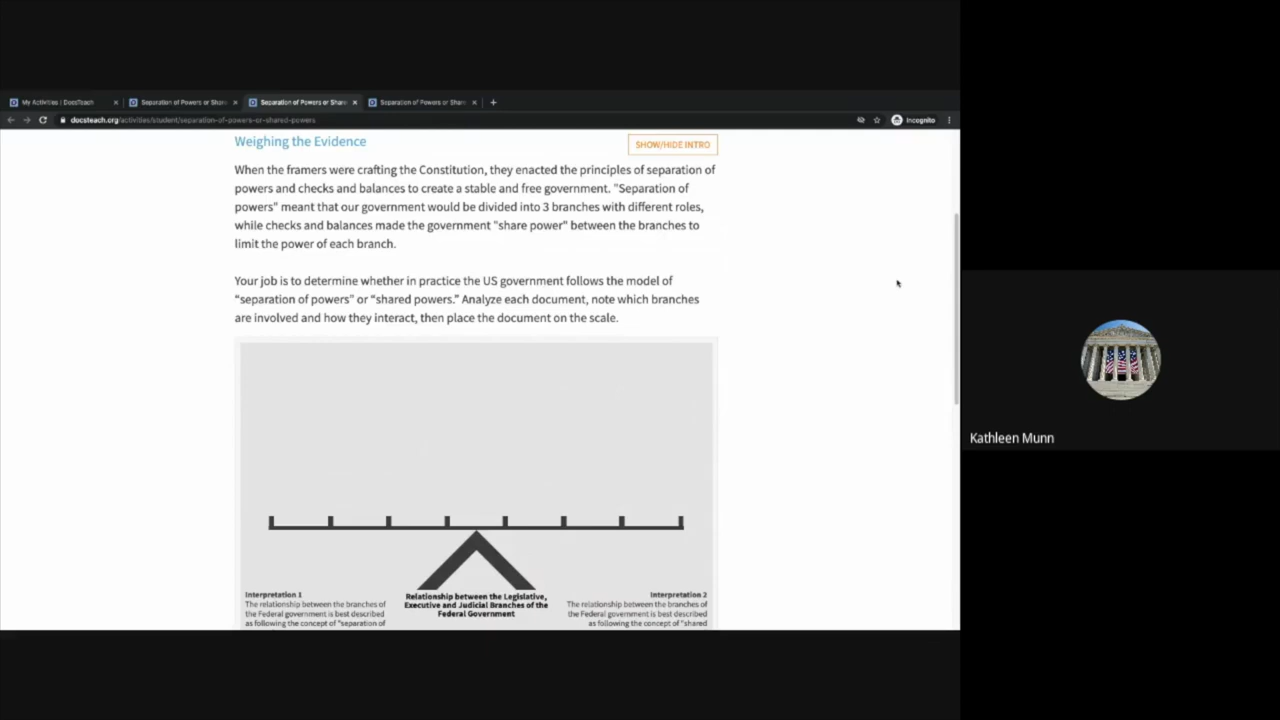 My Activities | DocsTeach
Separation of Powers or Share
Separation of Powers or Share
Separation of Powers or Share
docsteach.org/activities/student/separation-of-powers-or-shared-powers
Incognito
Weighing the Evidence
SHOW/HIDE INTRO
When the framers were crafting the Constitution, they enacted the principles of separation of
powers and checks and balances to create a stable and free government. "Separation of
powers" meant that our government would be divided into 3 branches with different roles,
while checks and balances made the government "share power" between the branches to
limit the power of each branch.
Your job is to determine whether in practice the US government follows the model of
“separation of powers” or “shared powers.” Analyze each document, note which branches
are involved and how they interact, then place the document on the scale.
Interpretation 1
The relationship between the branches of
the Federal government is best described
as following the concept of "separation of
Relationship between the Legislative,
Executive and Judicial Branches of the
Federal Government
Interpretation 2
The relationship between the branches of
the Federal government is best described
as following the concept of "shared
Kathleen Munn